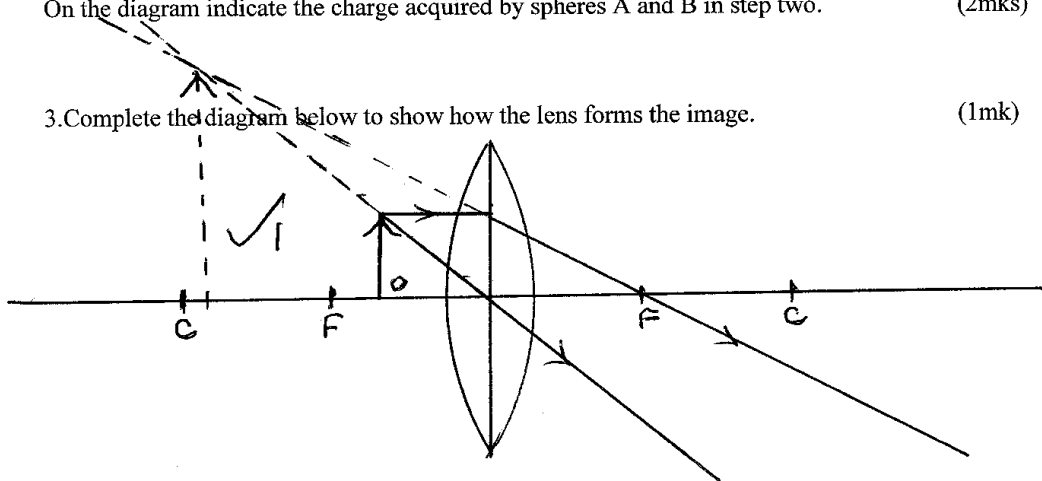 On the diagram indicate the charge acquired by spheres A and B in step two. (2mks)
3.Complete the diagram below to show how the lens forms the image. (1mk)
✓1
O
C F F C